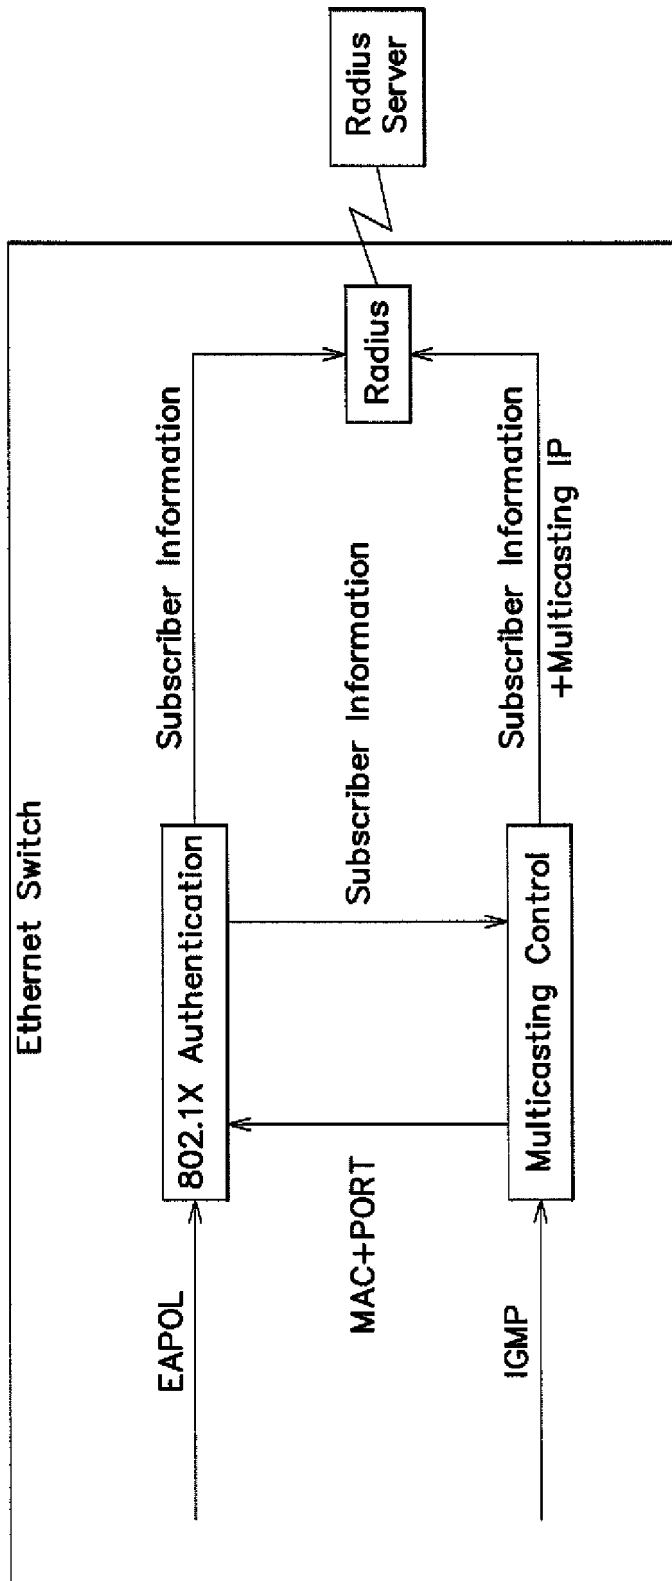 Ethernet Switch
EAPOL
802.1X Authentication
Subscriber Information
MAC+PORT
Subscriber Information
Radius
Radius
Server
IGMP
Multicasting Control
Subscriber Information
+Multicasting IP